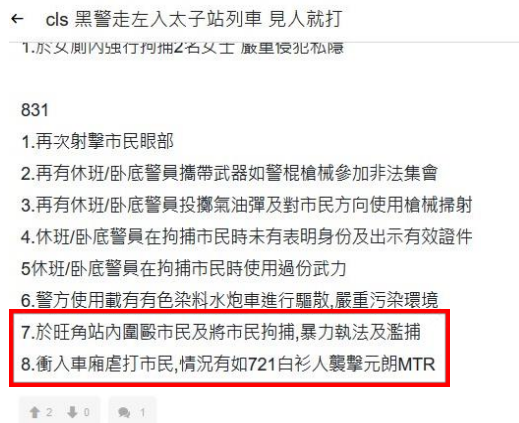 ← cls 黑警走左入太子站列車 見人就打
1.於女廁內強行拘捕2名女士 嚴重侵犯私隱
831
1.再次射擊市民眼部
2.再有休班/卧底警員攜帶武器如警棍槍械參加非法集會
3.再有休班/卧底警員投擲氣油彈及對市民方向使用槍械掃射
4.休班/卧底警員在拘捕市民時未有表明身份及出示有效證件
5休班/卧底警員在拘捕市民時使用過份武力
6.警方使用載有有色染料水炮車進行驅散,嚴重污染環境
7.於旺角站內圍毆市民及將市民拘捕,暴力執法及濫捕
8.衝入車廂虐打市民,情況有如721白衫人襲擊元朗MTR
2 0 1